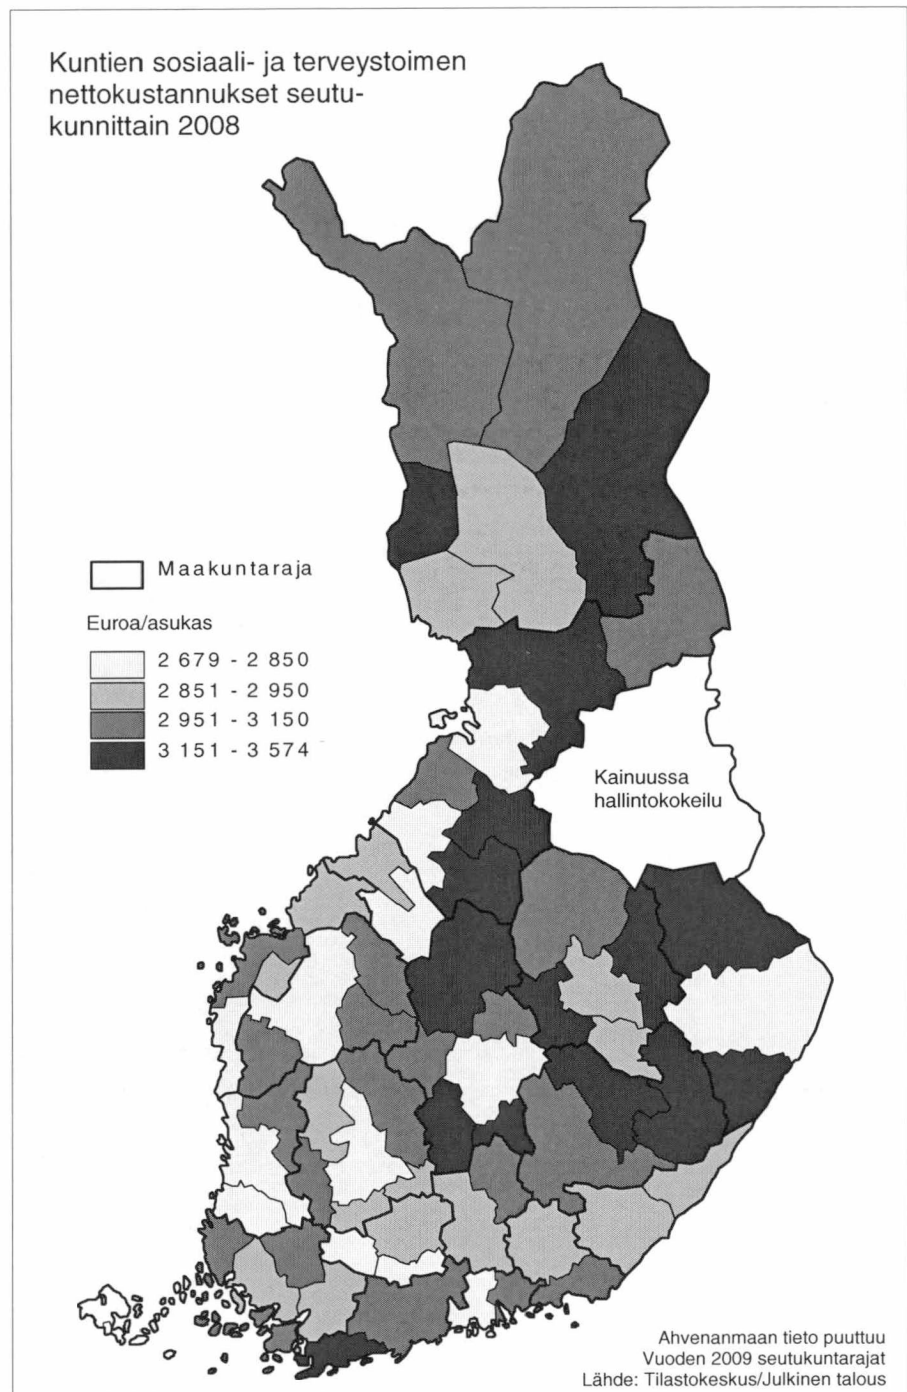 Kuntien sosiaali- ja terveystoimen
nettokustannukset seutu-
kunnittain 2008
Maakuntaraja
Euroa/asukas
2 679 - 2 850
2 851 - 2 950
2 951 - 3 150
3 151 - 3 574
Kainuussa
hallintokokeilu
Ahvenanmaan tieto puuttuu
Vuoden 2009 seutukuntarajat
Lähde: Tilastokeskus/Julkinen talous